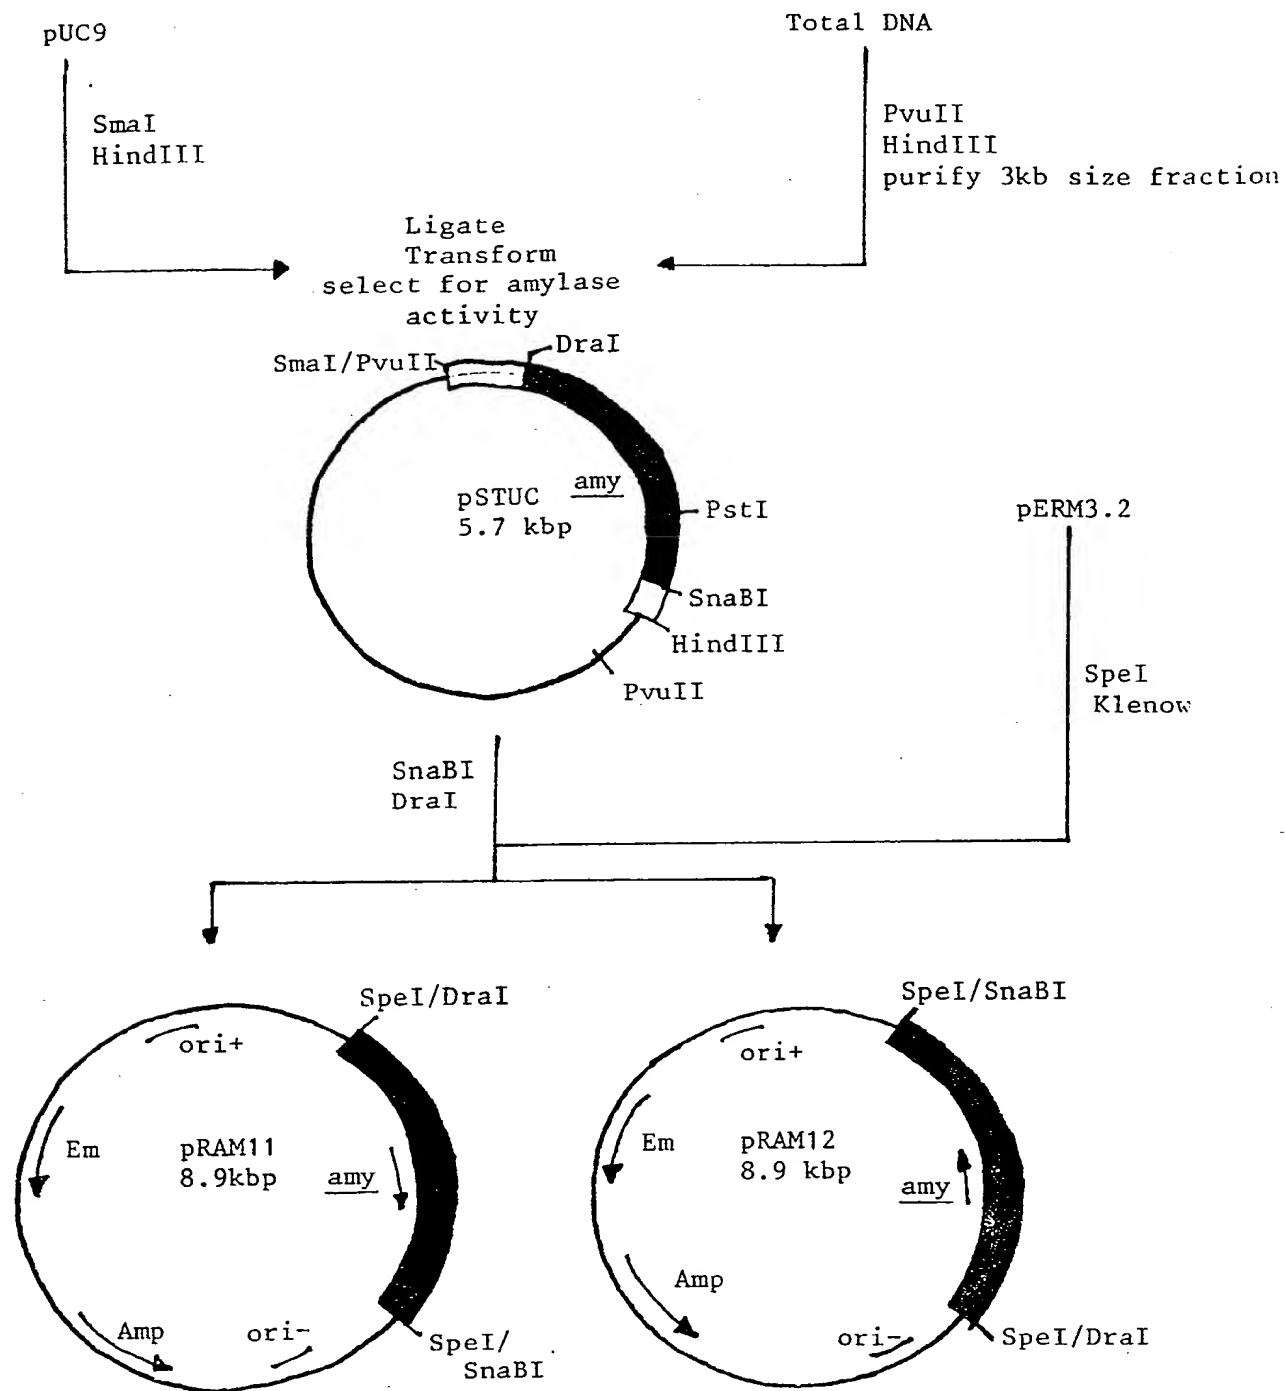 pUC9
Total DNA
SmaI
HindIII
PvuII
HindIII
purify 3kb size fraction
Ligate
Transform
select for amylase
activity
SmaI/PvuII
DraI
pSTUC
5.7 kbp
amy
PstI
SnaBI
HindIII
PvuII
pERM3.2
SpeI
Klenow
SnaBI
DraI
SpeI/DraI
ori+
Em
pRAM11
8.9kbp
amy
Amp
ori-
SpeI/
SnaBI
SpeI/SnaBI
ori+
Em
pRAM12
8.9 kbp
amy
Amp
ori-
SpeI/DraI